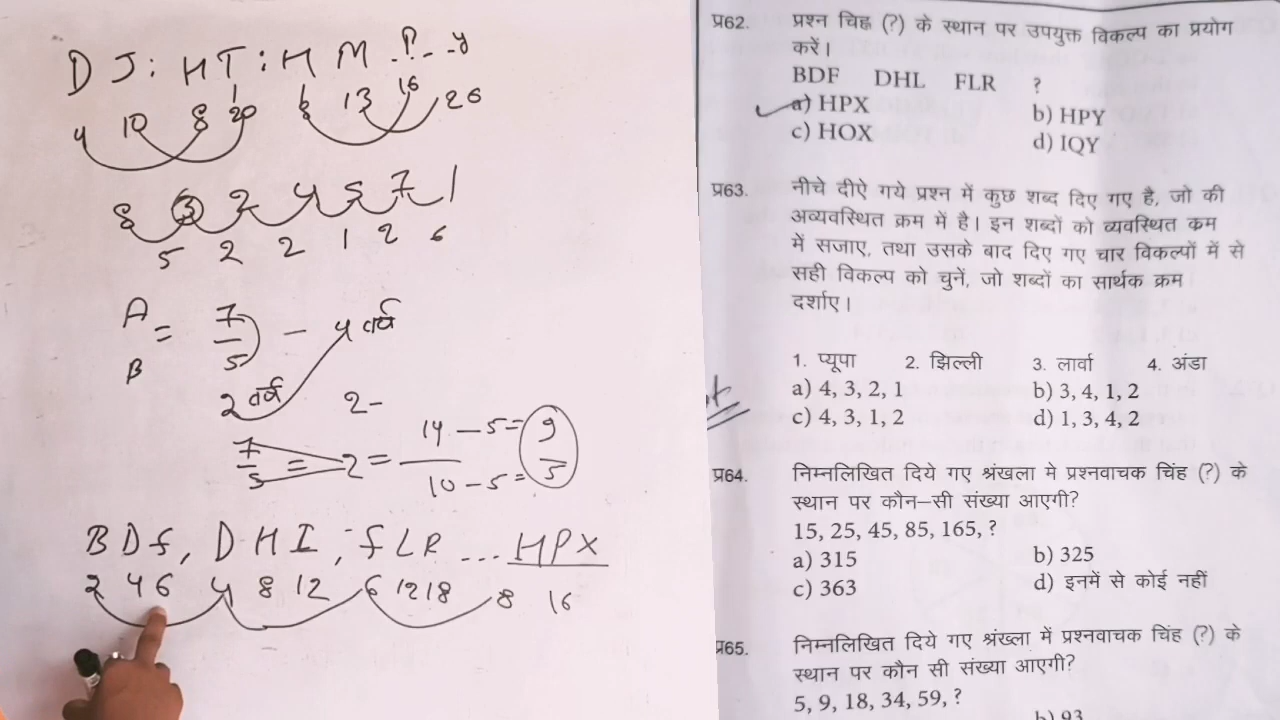 D J : H T : H M .?. - y
4 10 8 20 13 16 26
8 3 2 4 5 7 1
5 2 2 1 2 6
A
B
= 7/5 - 4 वर्ष
2 वर्ष 2-
7/5 = 2 = 14 - 5 = 9
10 - 5 = 5
BDf, DHI, fLR ... HPX
2 4 6 4 8 12 6 12 18 8 16
प्र62. प्रश्न चिह्न (?) के स्थान पर उपयुक्त विकल्प का प्रयोग
करें।
BDF DHL FLR ?
a) HPX b) HPY
c) HOX d) IQY
प्र63. नीचे दीऐ गये प्रश्न में कुछ शब्द दिए गए है, जो की
अव्यवस्थित क्रम में है। इन शब्दों को व्यवस्थित क्रम
में सजाए, तथा उसके बाद दिए गए चार विकल्पों में से
सही विकल्प को चुनें, जो शब्दों का सार्थक क्रम
दर्शाए।
1. प्यूपा 2. झिल्ली 3. लार्वा 4. अंडा
a) 4, 3, 2, 1 b) 3, 4, 1, 2
c) 4, 3, 1, 2 d) 1, 3, 4, 2
प्र64. निम्नलिखित दिये गए श्रंखला मे प्रश्नवाचक चिंह (?) के
स्थान पर कौन-सी संख्या आएगी?
15, 25, 45, 85, 165, ?
a) 315 b) 325
c) 363 d) इनमें से कोई नहीं
प्र65. निम्नलिखित दिये गए श्रंख्ला में प्रश्नवाचक चिंह (?) के
स्थान पर कौन सी संख्या आएगी?
5, 9, 18, 34, 59, ?
b) 93